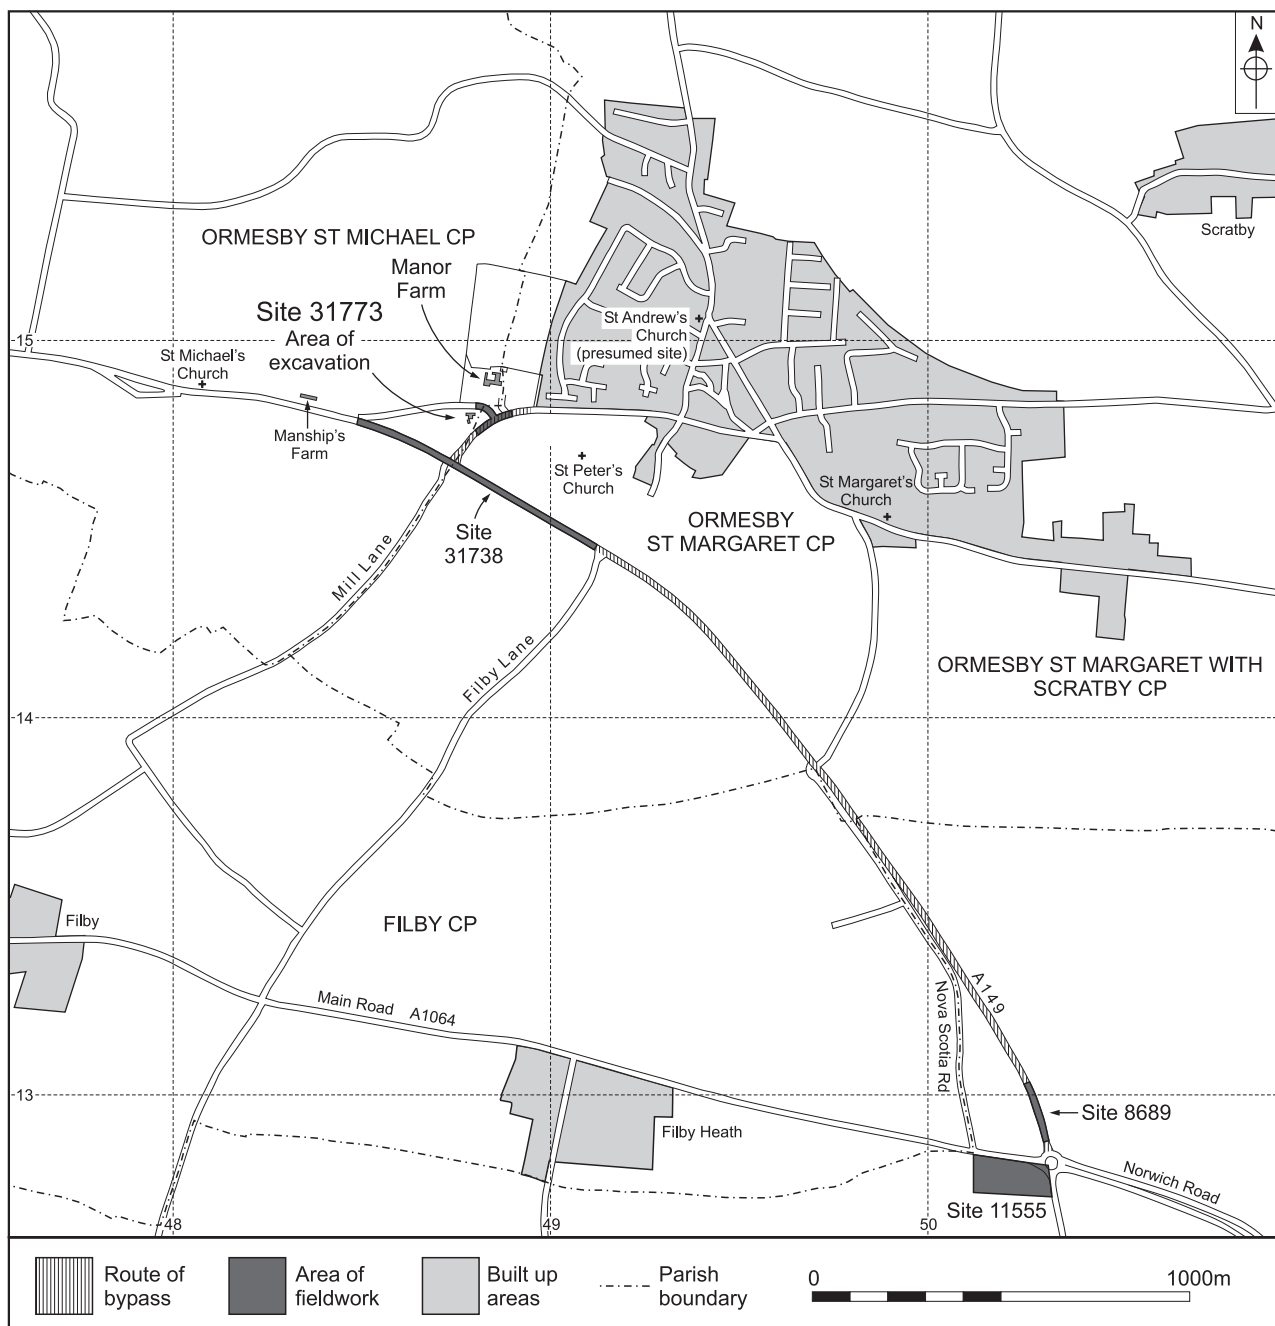 N
Scratby
ORMESBY ST MICHAEL CP
Manor
Farm
Site 31773
Area of
excavation
St Andrew's
Church
(presumed site)
15
St Michael's
Church
Manship's
Farm
St Peter's
Church
St Margaret's
Church
ORMESBY
ST MARGARET CP
Site
31738
Mill Lane
Filby Lane
ORMESBY ST MARGARET WITH
SCRATBY CP
14
Filby
FILBY CP
Main Road A1064
A149
Nova Scotia Rd
13
Site 8689
Filby Heath
Norwich Road
Site 11555
48
49
50
Route of
bypass
Area of
fieldwork
Built up
areas
Parish
boundary
0
1000m